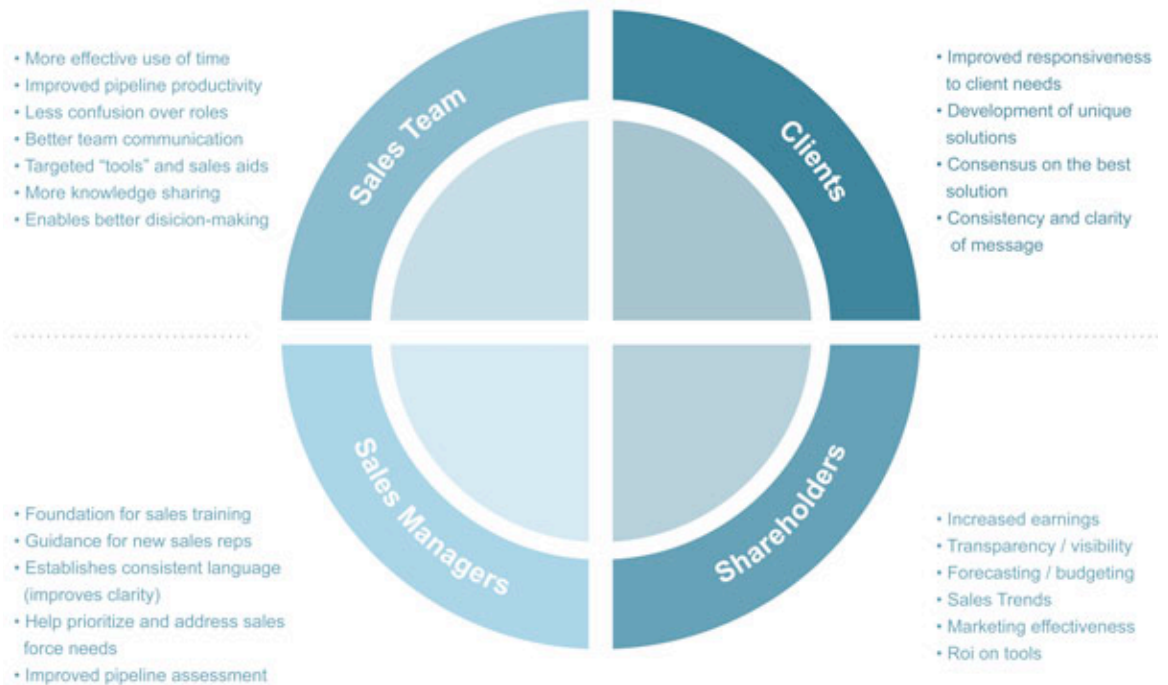 • More effective use of time
• Improved pipeline productivity
• Less confusion over roles
• Better team communication
• Targeted “tools” and sales aids
• More knowledge sharing
• Enables better disicion-making
Sales Team
Clients
• Improved responsiveness
to client needs
• Development of unique
solutions
• Consensus on the best
solution
• Consistency and clarity
of message
• Foundation for sales training
• Guidance for new sales reps
• Establishes consistent language
(improves clarity)
• Help prioritize and address sales
force needs
• Improved pipeline assessment
Sales Managers
Shareholders
• Increased earnings
• Transparency / visibility
• Forecasting / budgeting
• Sales Trends
• Marketing effectiveness
• Roi on tools